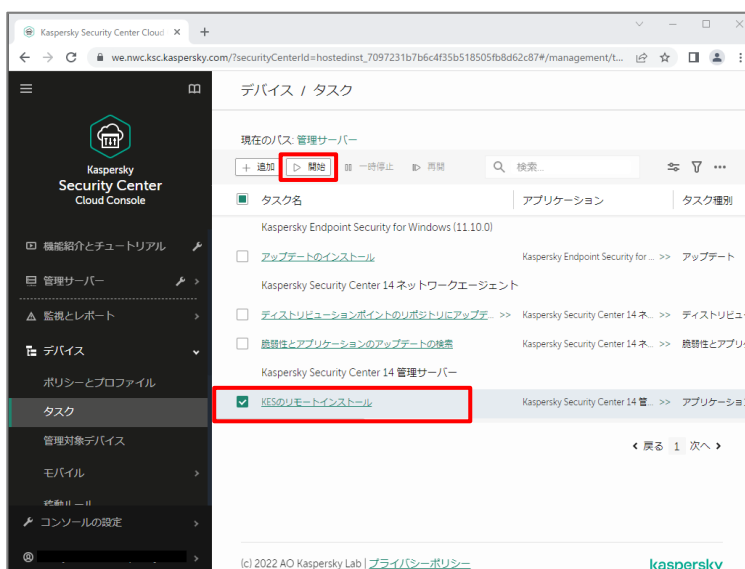 Kaspersky Security Center Cloud
we.nwc.ksc.kaspersky.com/?securityCenterId=hostedinst_7097231b7b6c4f35b518505fb8d62c87#/management/t...
デバイス / タスク
Kaspersky
Security Center
Cloud Console
現在のパス: 管理サーバー
追加 開始 一時停止 再開 検索...
タスク名 アプリケーション タスク種別
Kaspersky Endpoint Security for Windows (11.10.0)
機能紹介とチュートリアル
アップデートのインストール Kaspersky Endpoint Security for ... >> アップデート
管理サーバー
Kaspersky Security Center 14 ネットワークエージェント
監視とレポート
ディストリビューションポイントのリポジトリにアップデ... >> Kaspersky Security Center 14 ネ... >> ディストリビュ
デバイス
脆弱性とアプリケーションのアップデートの検索 Kaspersky Security Center 14 ネ... >> 脆弱性とアプリ
ポリシーとプロファイル
Kaspersky Security Center 14 管理サーバー
タスク
KESのリモートインストール Kaspersky Security Center 14 管... >> アプリケーショ
管理対象デバイス
戻る 1 次へ
モバイル
移動ルール
コンソールの設定
(c) 2022 AO Kaspersky Lab | プライバシーポリシー
kaspersky